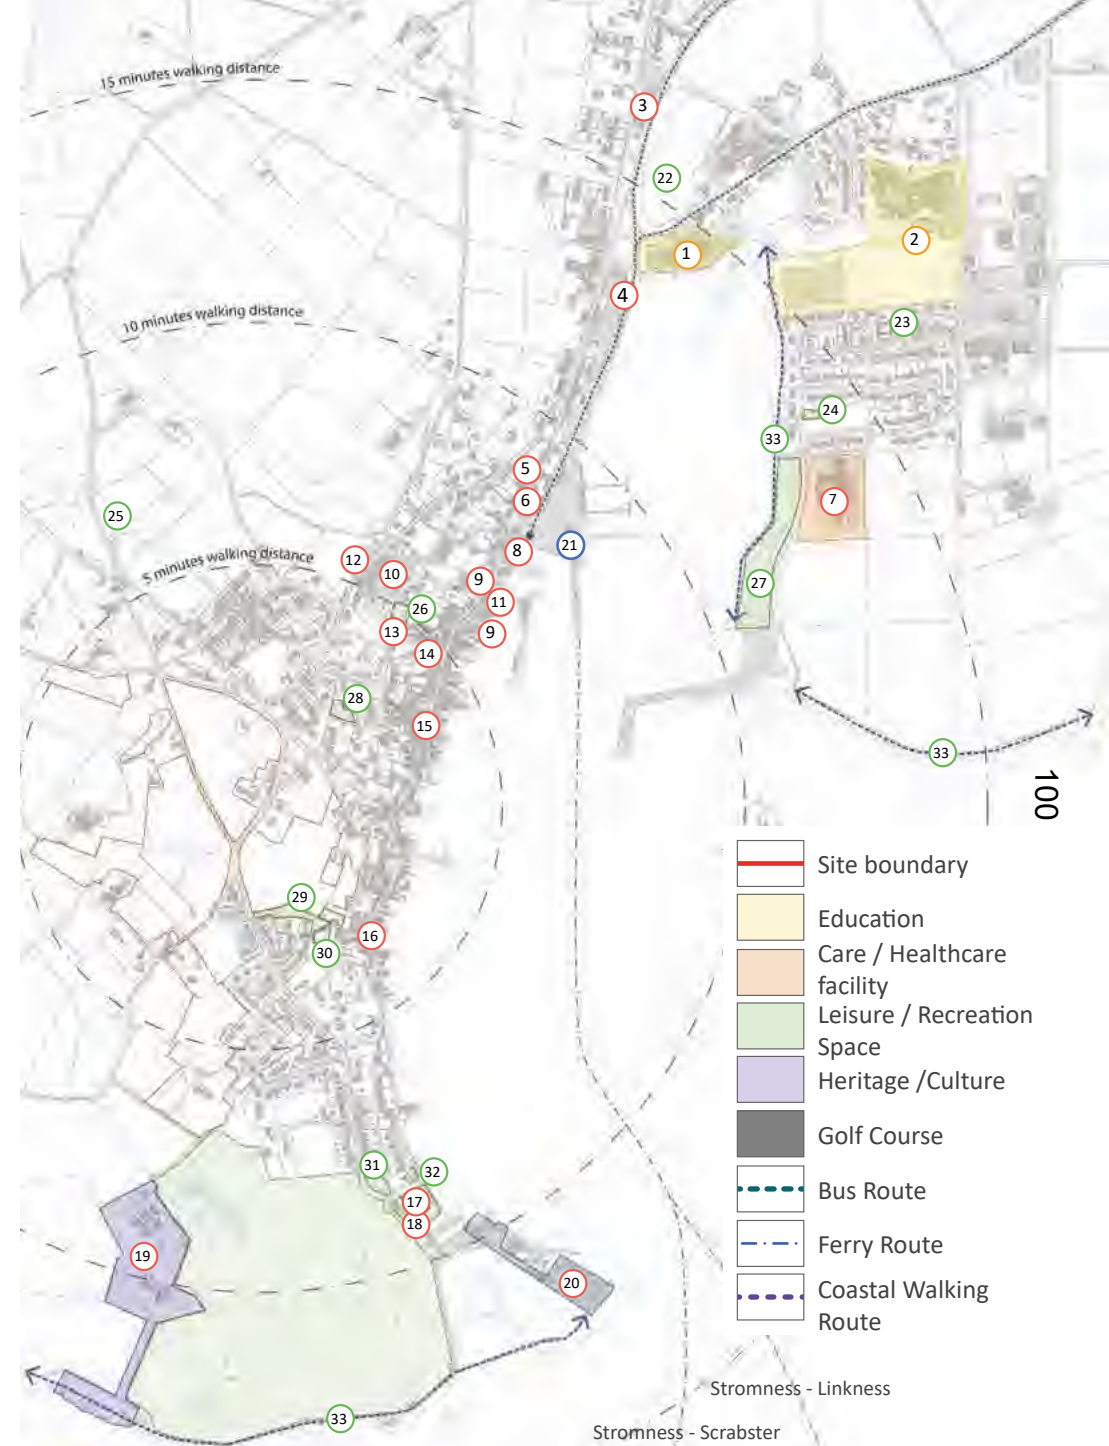 15 minutes walking distance
3
22
1
2
4
10 minutes walking distance
23
24
33
5
6
7
25
8
21
5 minutes walking distance
12
10
9
11
26
27
13
9
14
28
15
33
100
29
16
30
31
32
17
18
19
20
33
Site boundary
Education
Care / Healthcare
facility
Leisure / Recreation
Space
Heritage /Culture
Golf Course
Bus Route
Ferry Route
Coastal Walking
Route
Stromness - Linkness
Stromness - Scrabster